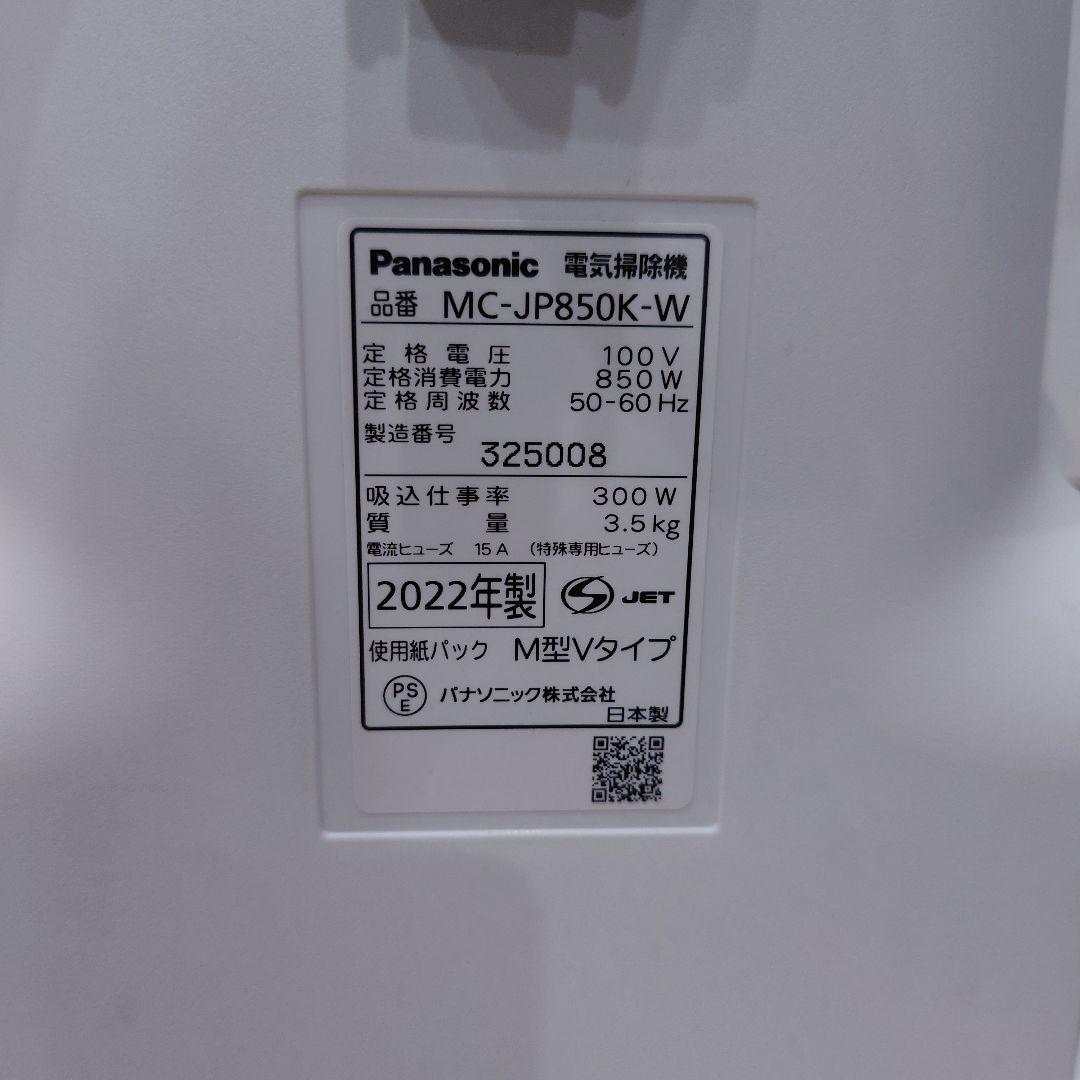 Panasonic 電気掃除機
品番 MC-JP850K-W
定格電圧 100V
定格消費電力 850W
定格周波数 50-60Hz
製造番号
325008
吸込仕事率 300W
質量 3.5kg
電流ヒューズ 15A (特殊専用ヒューズ)
2022年製 S JET
使用紙パック M型Vタイプ
PSE パナソニック株式会社
日本製